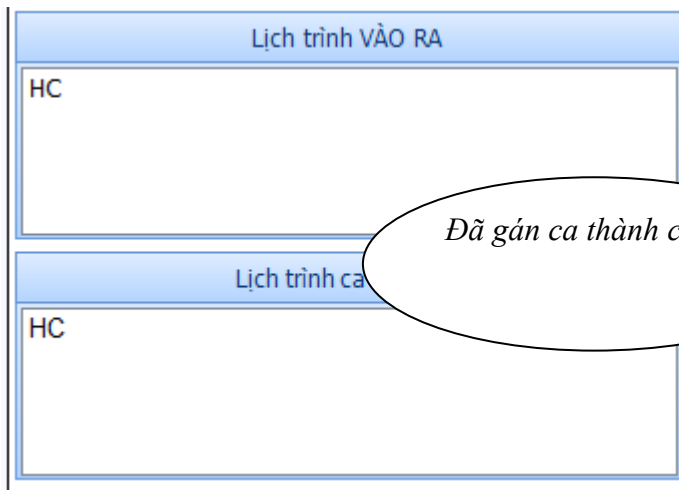 Lịch trình VÀO RA
HC
Đã gán ca thành
Lịch trình ca
HC